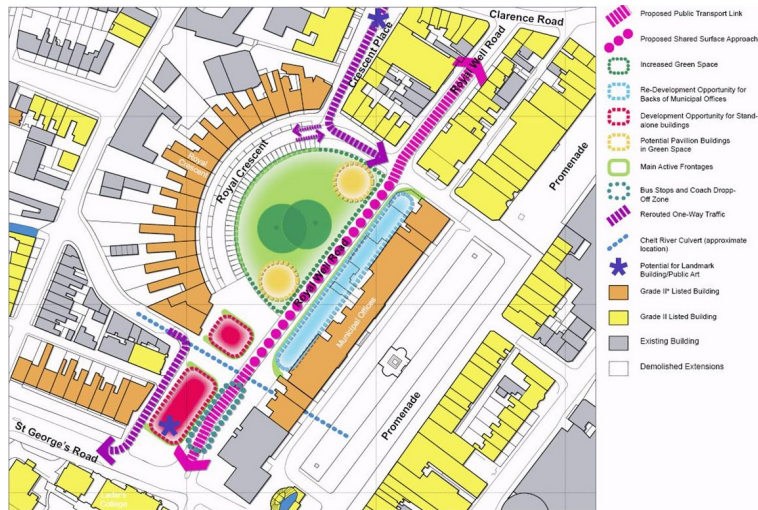 Clarence Road
Crescent Place
Royal Well Road
Promenade
Royal Crescent
Royal
Crescent
Royal Well Road
Municipal Offices
Promenade
St George's Road
Ladies
College
Proposed Public Transport Link
Proposed Shared Surface Approach
Increased Green Space
Re-Development Opportunity for
Backs of Municipal Offices
Development Opportunity for Stand-
alone buildings
Potential Pavilion Buildings
in Green Space
Main Active Frontages
Bus Stops and Coach Drop-
Off Zone
Rerouted One-Way Traffic
Chelt River Culvert (approximate
location)
Potential for Landmark
Building/Public Art
Grade II* Listed Building
Grade II Listed Building
Existing Building
Demolished Extensions